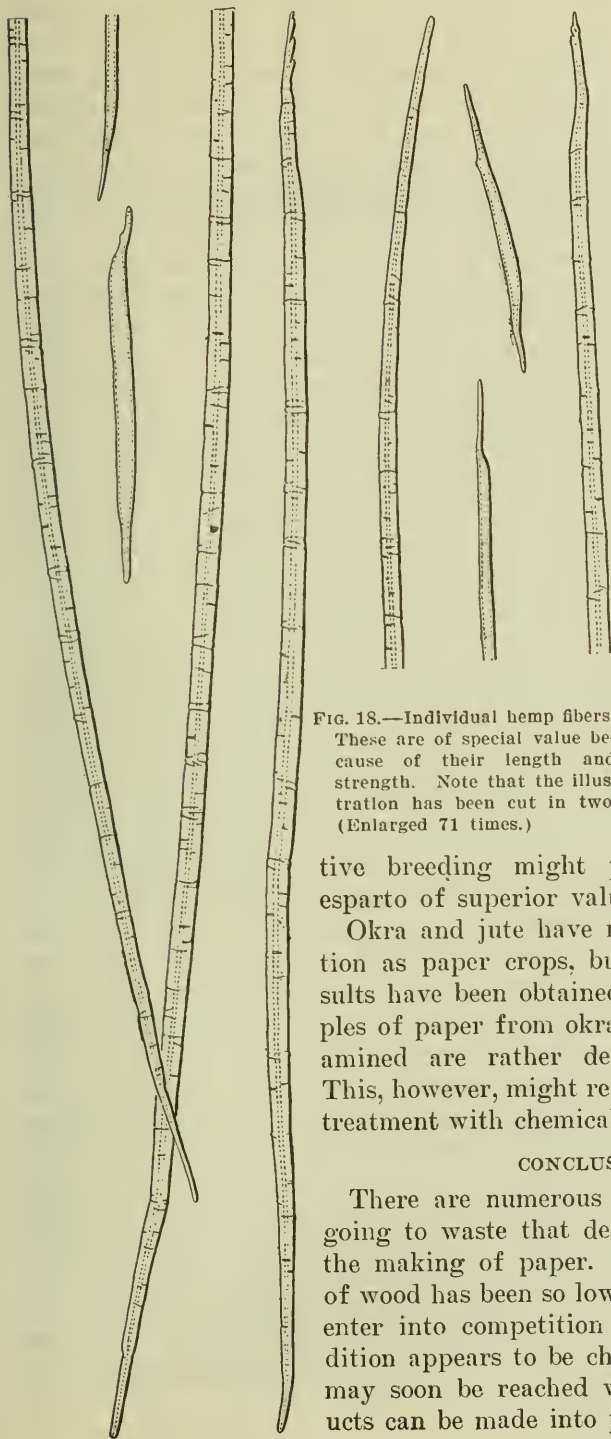 FIG. 18.—Individual hemp fibers
These are of special value be-
cause of their length and
strength. Note that the illus
tration has been cut in two
(Enlarged 71 times.)
tive breeding might
esparto of superior valu
Okra and jute have
tion as paper crops, bu
sults have been obtained
ples of paper from okra
amined are rather de
This, however, might re
treatment with chemical
CONCLUS
There are numerous
going to waste that de
the making of paper.
of wood has been so low
enter into competition
dition appears to be ch
may soon be reached
ucts can be made into